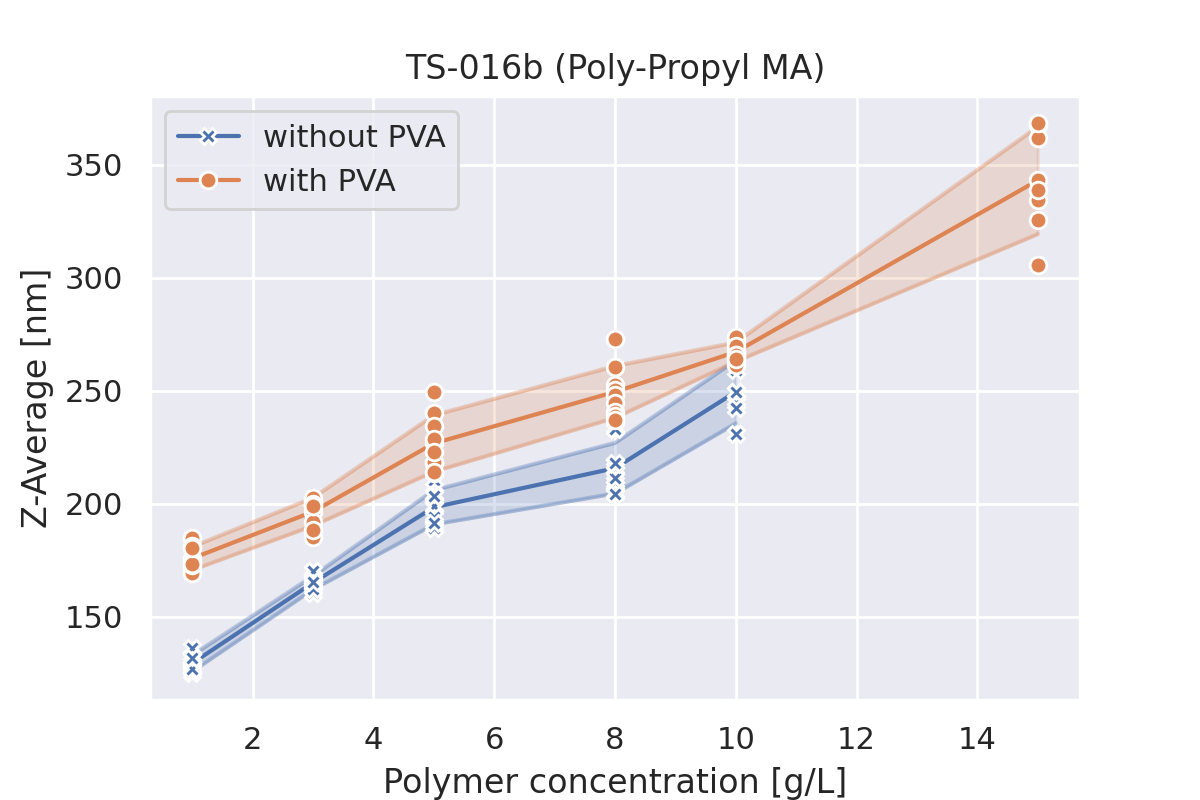 TS-016b (Poly-Propyl MA)
without PVA
with PVA
350
300
250
200
150
Z-Average [nm]
2 4 6 8 10 12 14
Polymer concentration [g/L]